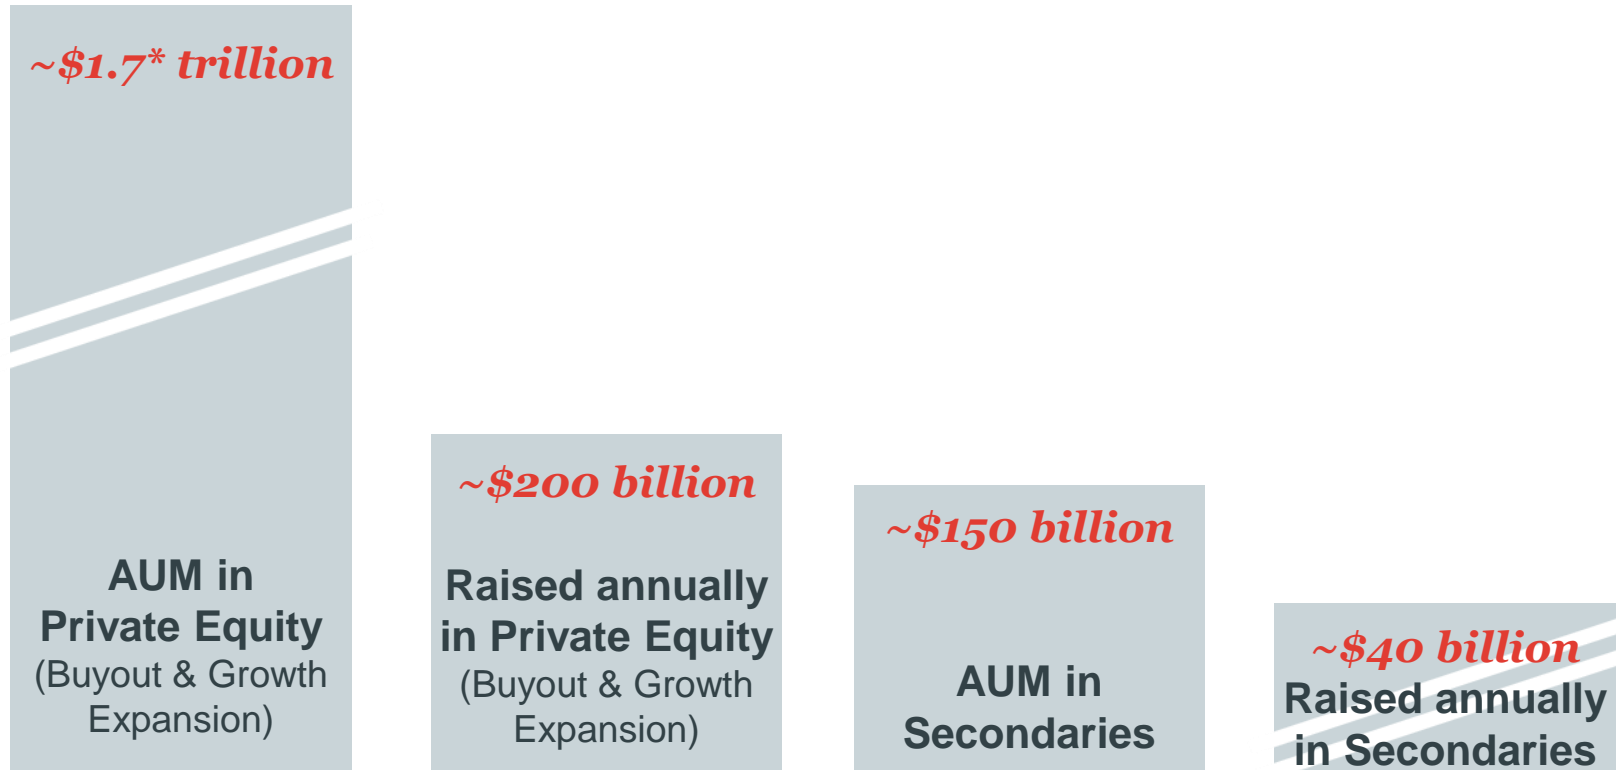 ~$1.7* trillion
AUM in
Private Equity
(Buyout & Growth
Expansion)
~$200 billion
Raised annually
in Private Equity
(Buyout & Growth
Expansion)
~$150 billion
AUM in
Secondaries
~$40 billion
Raised annually
in Secondaries